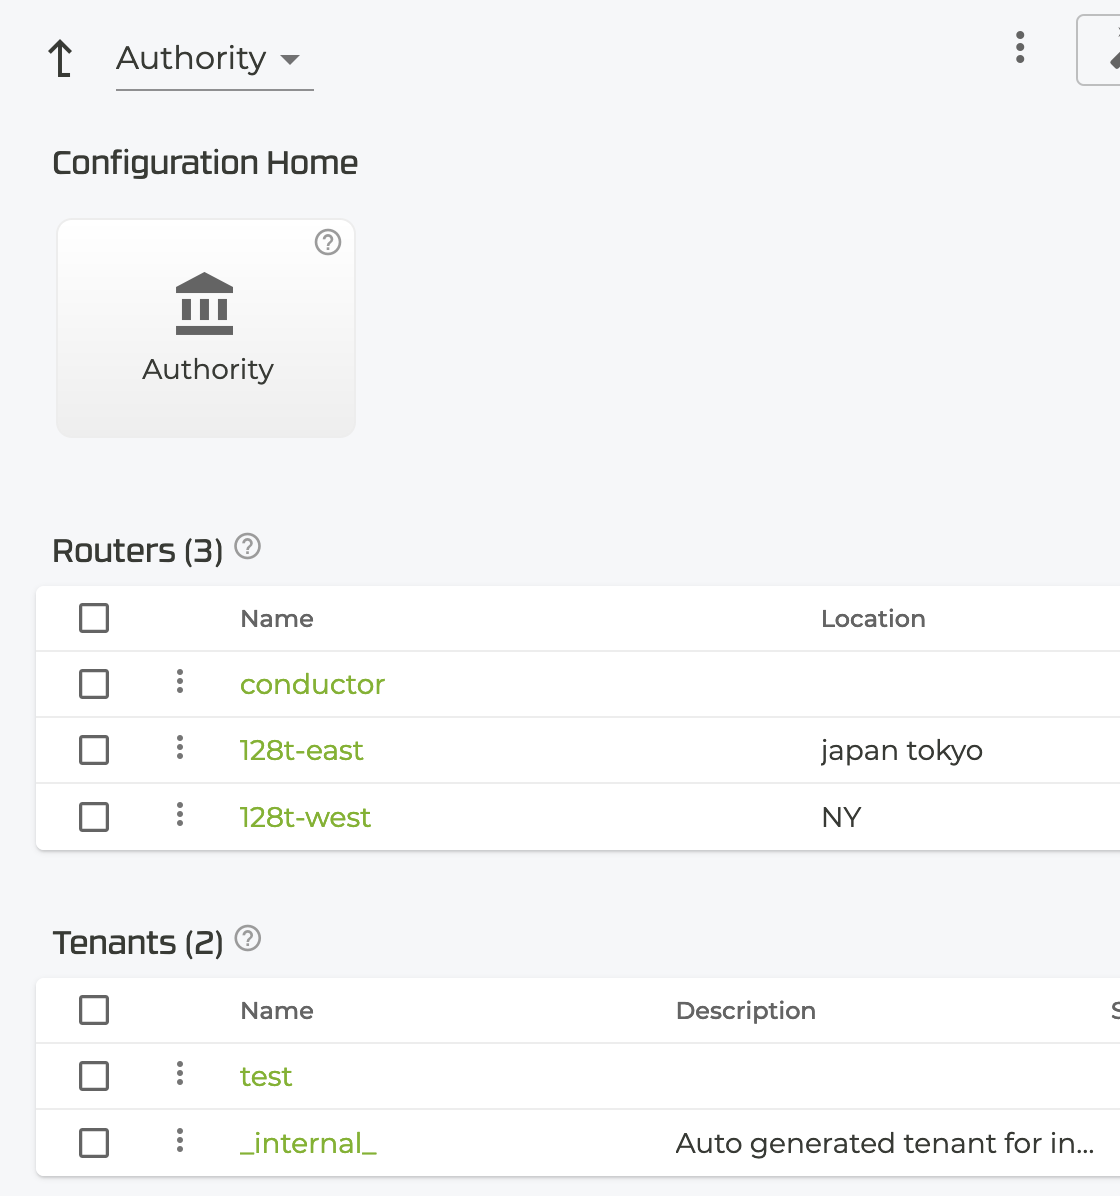 Authority
Configuration Home
Authority
Routers (3)
Name Location
conductor
128t-east japan tokyo
128t-west NY
Tenants (2)
Name Description
test
_internal_ Auto generated tenant for in...